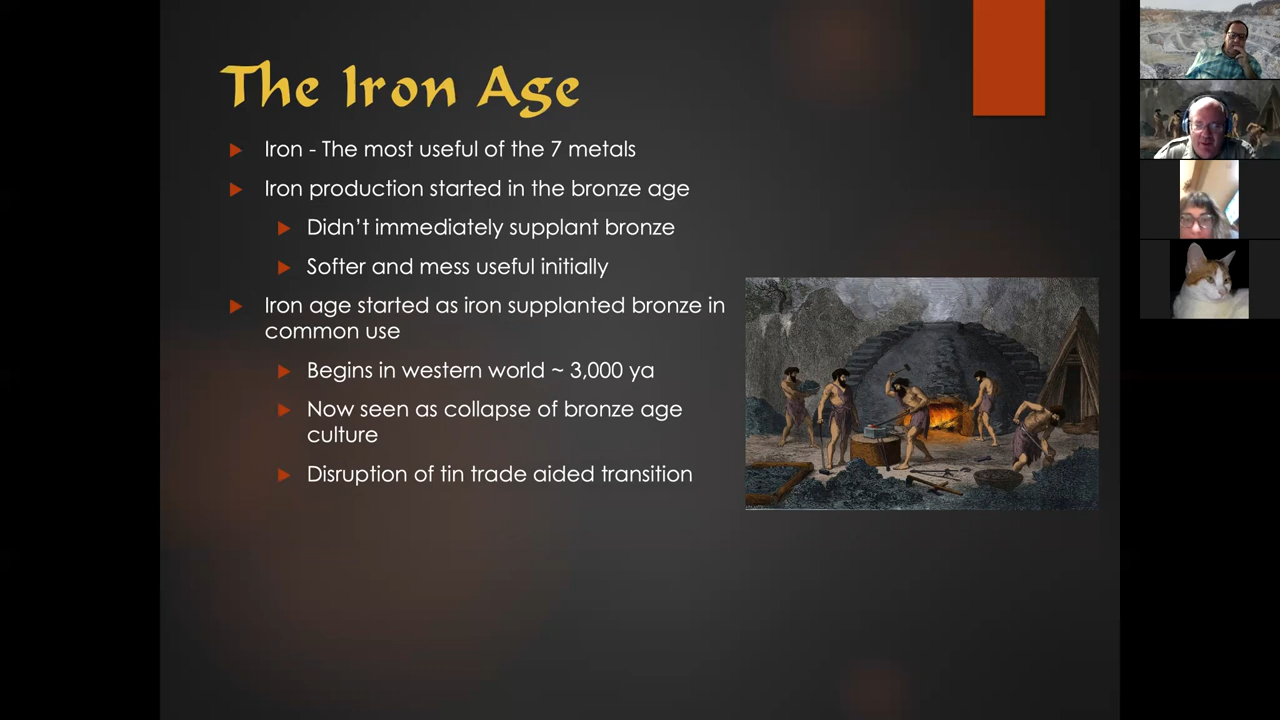 The Iron Age
Iron - The most useful of the 7 metals
Iron production started in the bronze age
Didn't immediately supplant bronze
Softer and mess useful initially
Iron age started as iron supplanted bronze in
common use
Begins in western world ~ 3,000 ya
Now seen as collapse of bronze age
culture
Disruption of tin trade aided transition